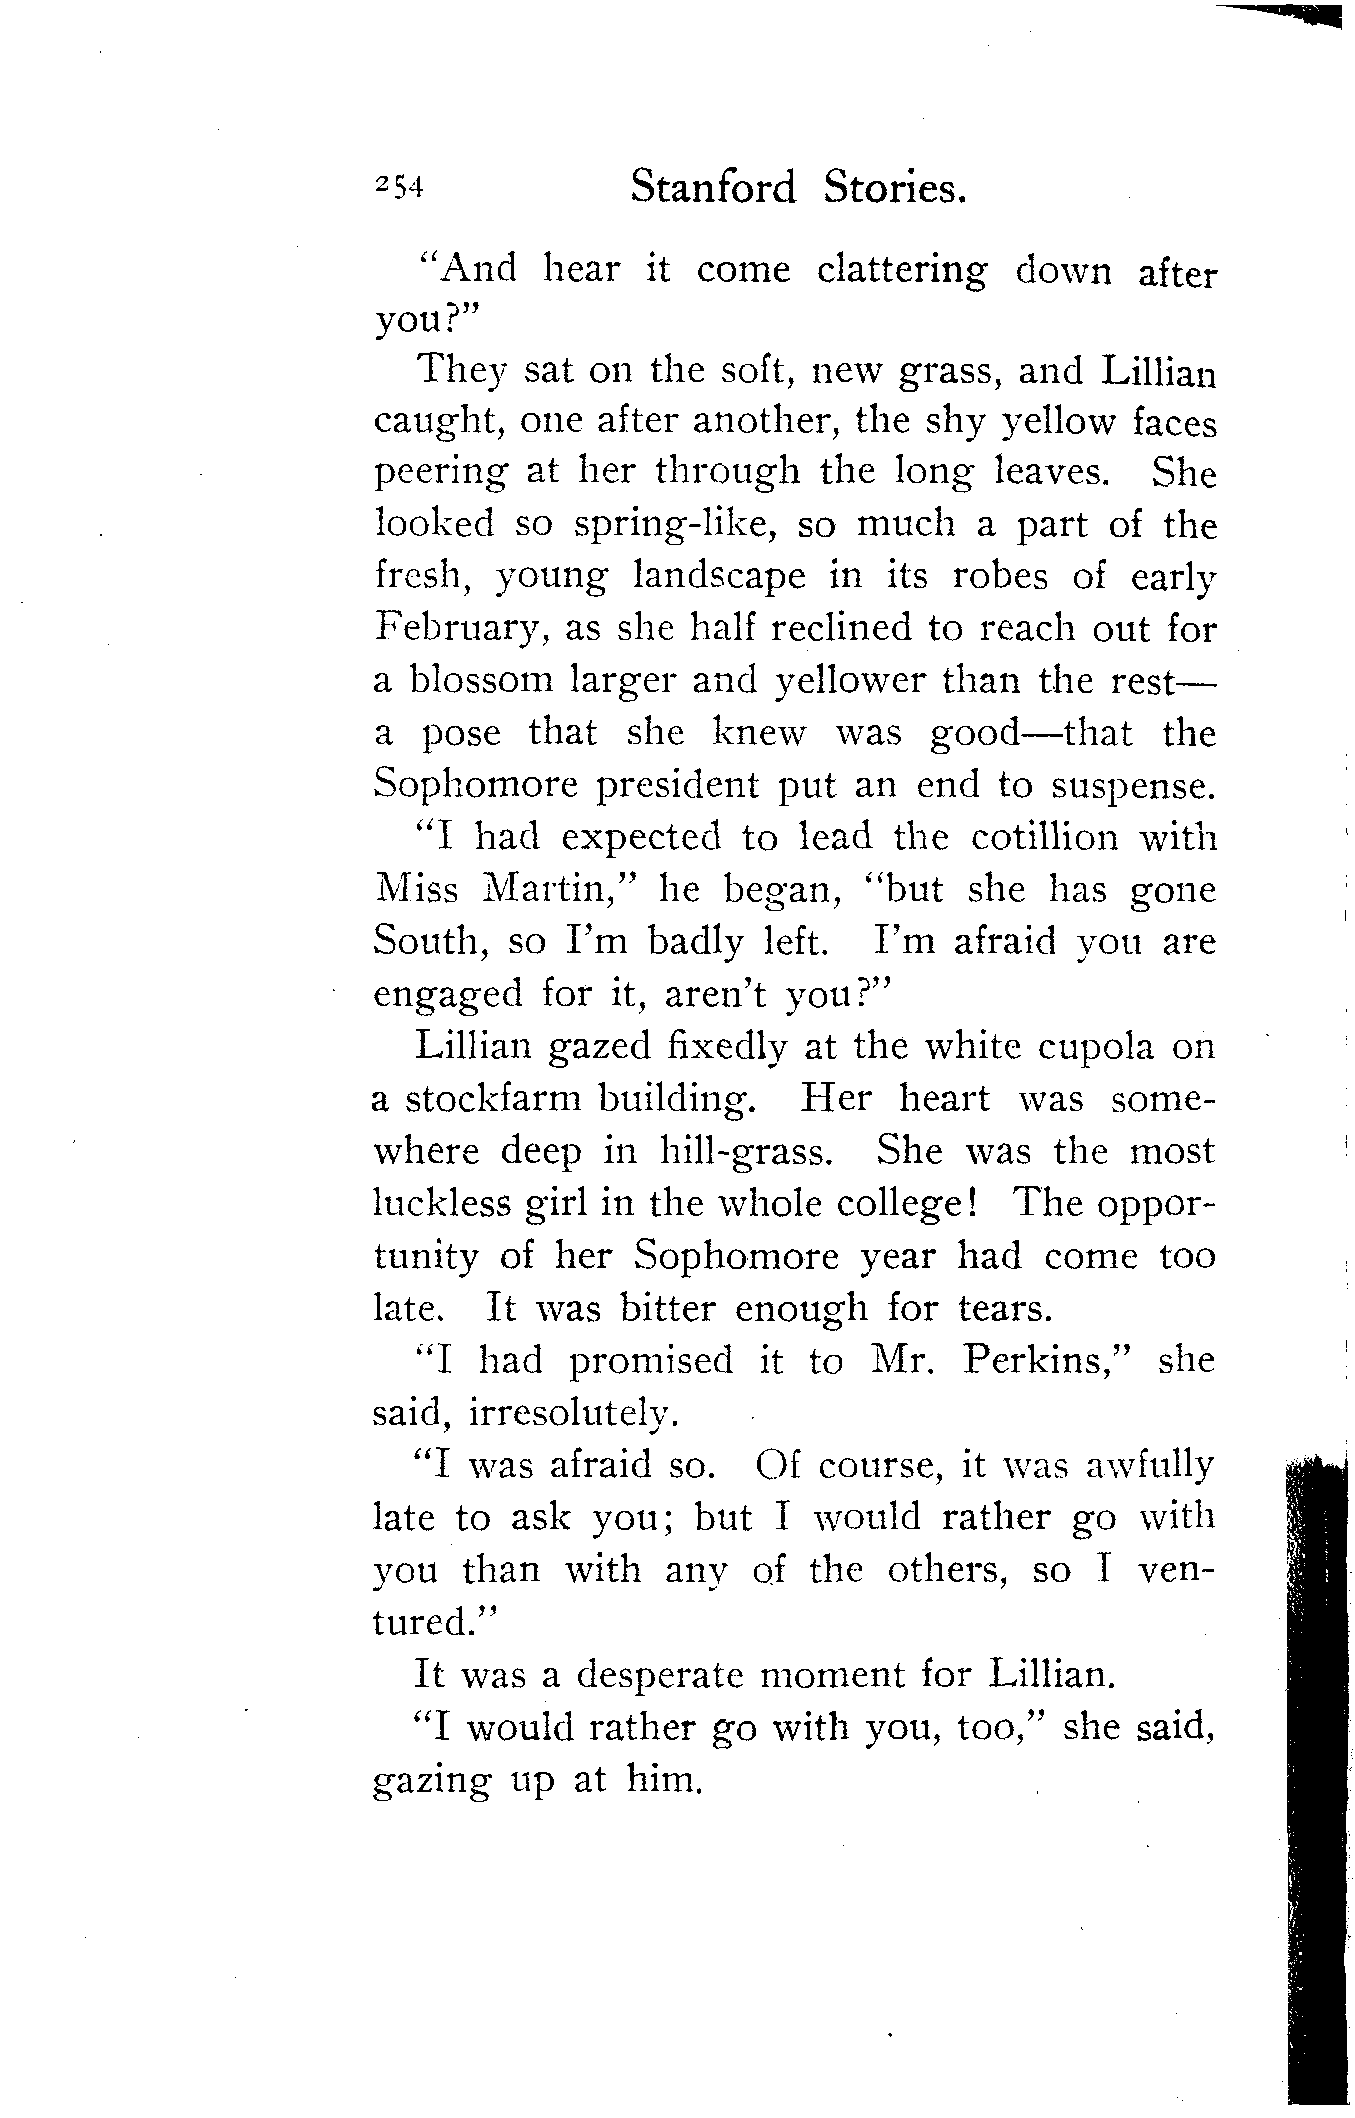 254 Stanford Stories.
"And hear it come clattering down after
you?"
They sat on the soft, new grass, and Lillian
caught, one after another, the shy yellow faces
peering at her through the long leaves. She
looked so spring-like, so much a part of the
fresh, young landscape in its robes of early
February, as she half reclined to reach out for
a blossom larger and yellower than the rest—
a pose that she knew was good—that the
Sophomore president put an end to suspense.
"I had expected to lead the cotillion with
Miss Martin," he began, "but she has gone
South, so I'm badly left. I'm afraid you are
engaged for it, aren't you?"
Lillian gazed fixedly at the white cupola on
a stockfarm building. Her heart was some-
where deep in hill-grass. She was the most
luckless girl in the whole college! The oppor-
tunity of her Sophomore year had come too
late. It was bitter enough for tears.
"I had promised it to Mr. Perkins," she
said, irresolutely.
"I was afraid so. Of course, it was awfully
late to ask you; but I would rather go with
you than with any of the others, so I ven-
tured."
It was a desperate moment for Lillian.
"I would rather go with you, too," she said,
gazing up at him.